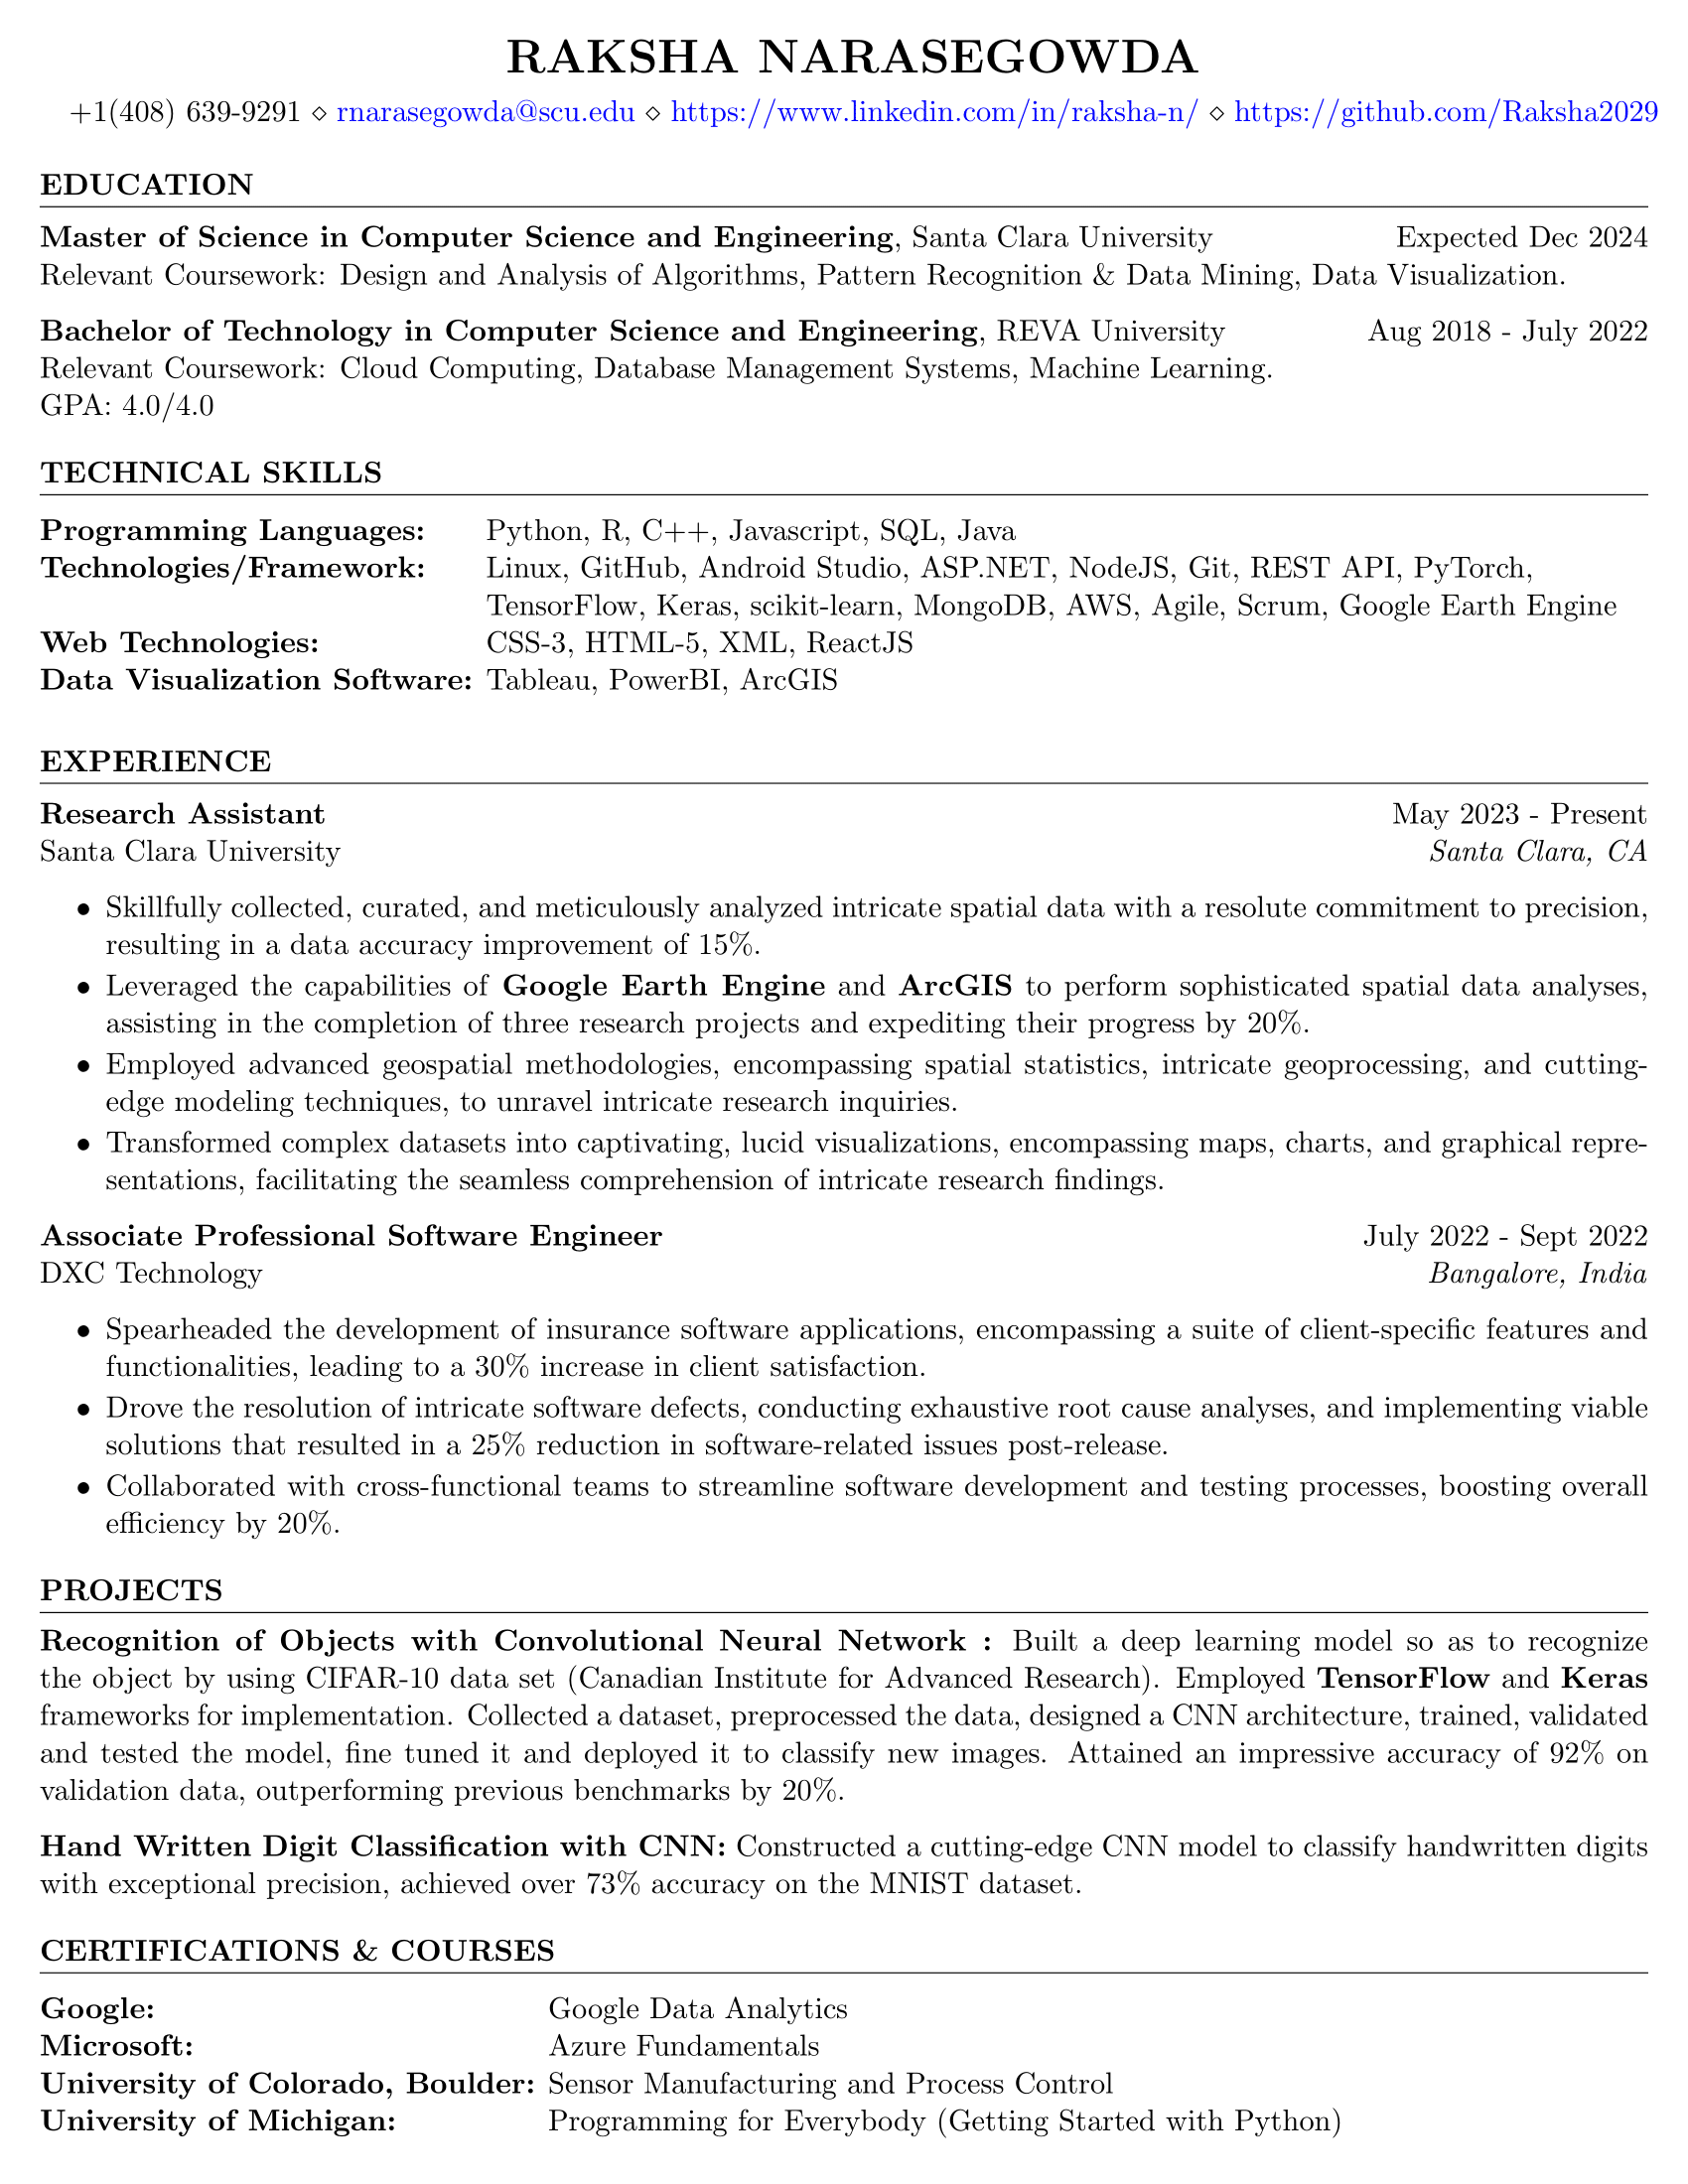 RAKSHA NARASEGOWDA
+1(408) 639-9291 ⋄ rnarasegowda@scu.edu ⋄ https://www.linkedin.com/in/raksha-n/ ⋄ https://github.com/Raksha2029
EDUCATION
Master of Science in Computer Science and Engineering, Santa Clara University Expected Dec 2024
Relevant Coursework: Design and Analysis of Algorithms, Pattern Recognition & Data Mining, Data Visualization.
Bachelor of Technology in Computer Science and Engineering, REVA University Aug 2018 - July 2022
Relevant Coursework: Cloud Computing, Database Management Systems, Machine Learning.
GPA: 4.0/4.0
TECHNICAL SKILLS
Programming Languages: Python, R, C++, Javascript, SQL, Java
Technologies/Framework: Linux, GitHub, Android Studio, ASP.NET, NodeJS, Git, REST API, PyTorch,
TensorFlow, Keras, scikit-learn, MongoDB, AWS, Agile, Scrum, Google Earth Engine
Web Technologies: CSS-3, HTML-5, XML, ReactJS
Data Visualization Software: Tableau, PowerBI, ArcGIS
EXPERIENCE
Research Assistant May 2023 - Present
Santa Clara University Santa Clara, CA
• Skillfully collected, curated, and meticulously analyzed intricate spatial data with a resolute commitment to precision,
resulting in a data accuracy improvement of 15%.
• Leveraged the capabilities of Google Earth Engine and ArcGIS to perform sophisticated spatial data analyses,
assisting in the completion of three research projects and expediting their progress by 20%.
• Employed advanced geospatial methodologies, encompassing spatial statistics, intricate geoprocessing, and cutting-
edge modeling techniques, to unravel intricate research inquiries.
• Transformed complex datasets into captivating, lucid visualizations, encompassing maps, charts, and graphical repre-
sentations, facilitating the seamless comprehension of intricate research findings.
Associate Professional Software Engineer July 2022 - Sept 2022
DXC Technology Bangalore, India
• Spearheaded the development of insurance software applications, encompassing a suite of client-specific features and
functionalities, leading to a 30% increase in client satisfaction.
• Drove the resolution of intricate software defects, conducting exhaustive root cause analyses, and implementing viable
solutions that resulted in a 25% reduction in software-related issues post-release.
• Collaborated with cross-functional teams to streamline software development and testing processes, boosting overall
efficiency by 20%.
PROJECTS
Recognition of Objects with Convolutional Neural Network : Built a deep learning model so as to recognize
the object by using CIFAR-10 data set (Canadian Institute for Advanced Research). Employed TensorFlow and Keras
frameworks for implementation. Collected a dataset, preprocessed the data, designed a CNN architecture, trained, validated
and tested the model, fine tuned it and deployed it to classify new images. Attained an impressive accuracy of 92% on
validation data, outperforming previous benchmarks by 20%.
Hand Written Digit Classification with CNN: Constructed a cutting-edge CNN model to classify handwritten digits
with exceptional precision, achieved over 73% accuracy on the MNIST dataset.
CERTIFICATIONS & COURSES
Google: Google Data Analytics
Microsoft: Azure Fundamentals
University of Colorado, Boulder: Sensor Manufacturing and Process Control
University of Michigan: Programming for Everybody (Getting Started with Python)